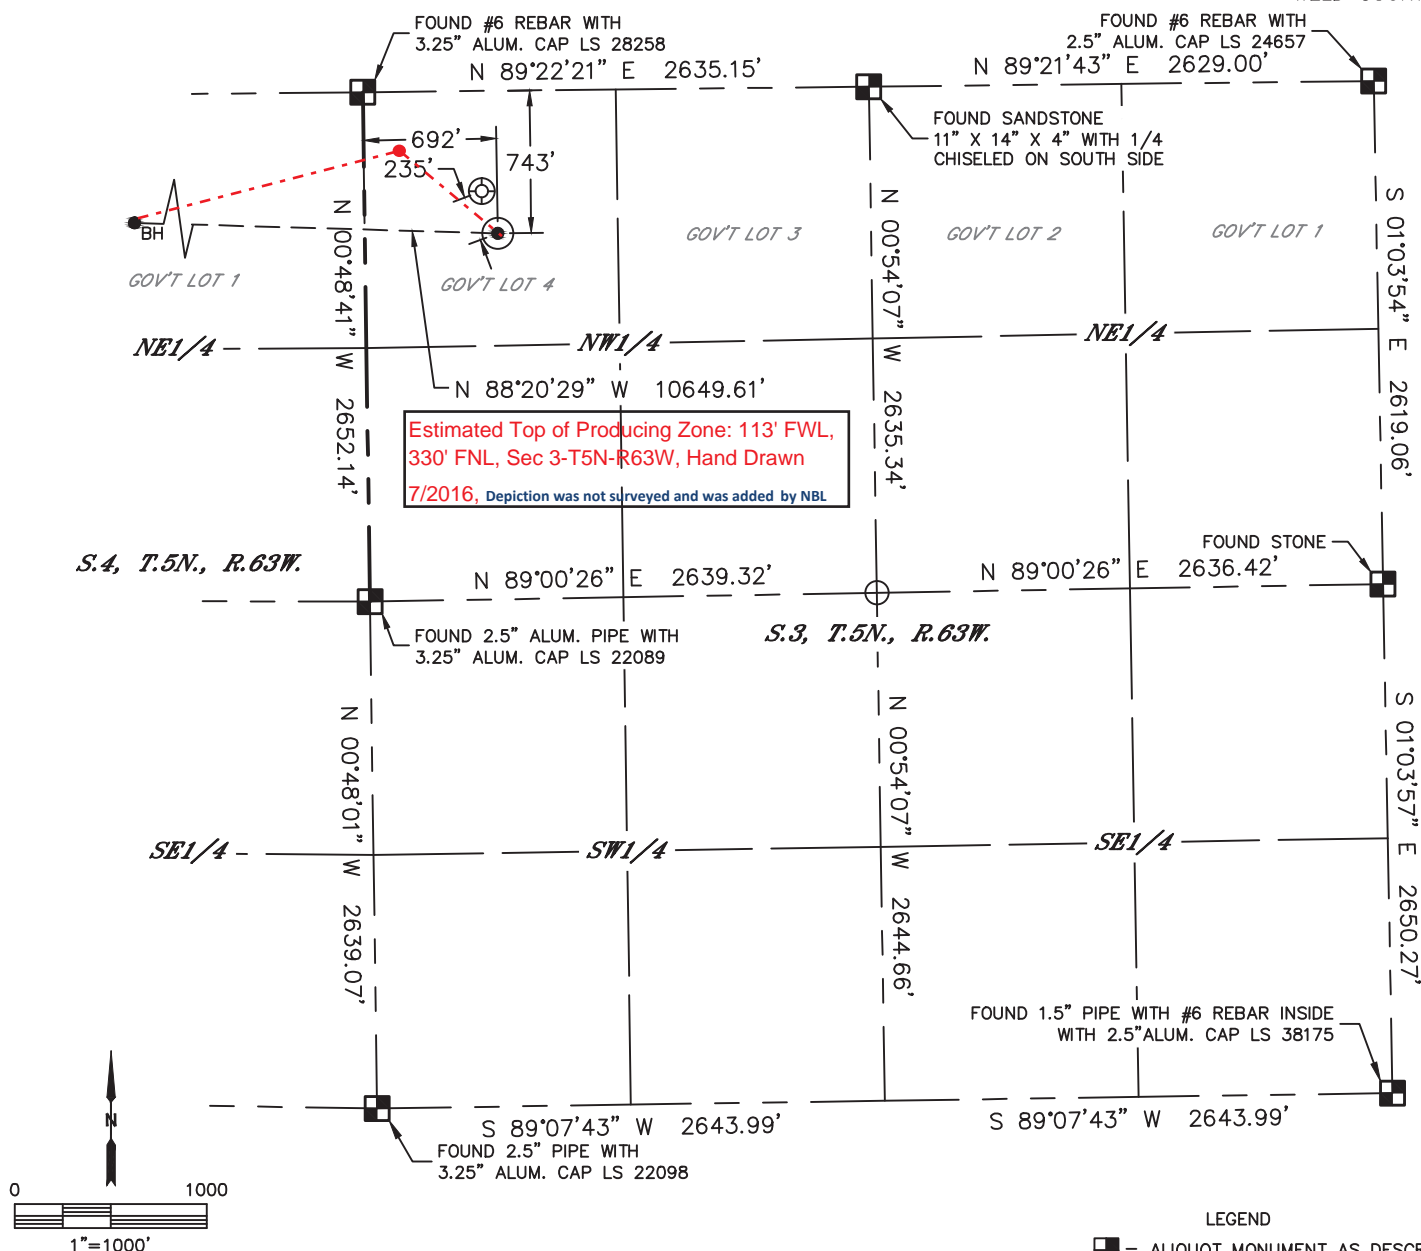 FOUND #6 REBAR WITH
3.25" ALUM. CAP LS 28258
FOUND #6 REBAR WITH
2.5" ALUM. CAP LS 24657
N 89°22'21" E 2635.15'
N 89°21'43" E 2629.00'
FOUND SANDSTONE
11" X 14" X 4" WITH 1/4
CHISELED ON SOUTH SIDE
692'
235'
743'
BH
GOV'T LOT 1
GOV'T LOT 4
GOV'T LOT 3
GOV'T LOT 2
GOV'T LOT 1
N 00°48'41" W 2652.14'
N 00°54'07" W 2635.34'
S 01°03'54" E 2619.06'
NE1/4
NW1/4
NE1/4
N 88°20'29" W 10649.61'
Estimated Top of Producing Zone: 113' FWL,
330' FNL, Sec 3-T5N-R63W, Hand Drawn
7/2016, Depiction was not surveyed and was added by NBL
S.4, T.5N., R.63W.
FOUND STONE
N 89°00'26" E 2639.32'
N 89°00'26" E 2636.42'
FOUND 2.5" ALUM. PIPE WITH
3.25" ALUM. CAP LS 22089
S.3, T.5N., R.63W.
N 00°48'01" W 2639.07'
N 00°54'07" W 2644.66'
S 01°03'57" E 2650.27'
SE1/4
SW1/4
SE1/4
FOUND 1.5" PIPE WITH #6 REBAR INSIDE
WITH 2.5"ALUM. CAP LS 38175
N
S 89°07'43" W 2643.99'
S 89°07'43" W 2643.99'
FOUND 2.5" PIPE WITH
3.25" ALUM. CAP LS 22098
0 1000
1"=1000'
LEGEND
= ALIQUOT MONUMENT AS